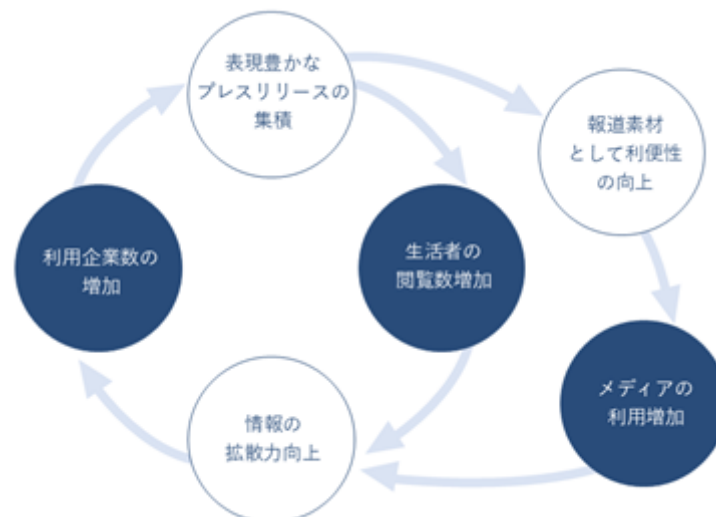 表現豊かな
プレスリリースの
集積
報道素材
として利便性
の向上
利用企業数の
増加
生活者の
閲覧数増加
メディアの
利用増加
情報の
拡散力向上